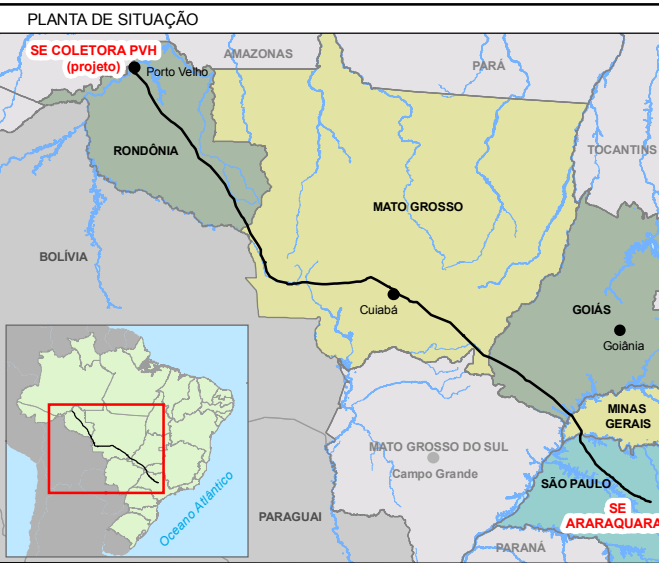 PLANTA DE SITUAÇÃO
SE COLETORA PVH
(projeto)
Porto Velho
AMAZONAS
PARÁ
TOCANTINS
RONDÔNIA
MATO GROSSO
BOLÍVIA
Cuiabá
GOIÁS
Goiânia
MINAS
GERAIS
MATO GROSSO DO SUL
Campo Grande
SÃO PAULO
SE
ARARAQUARA
PARAGUAI
PARANÁ
Oceano Atlântico